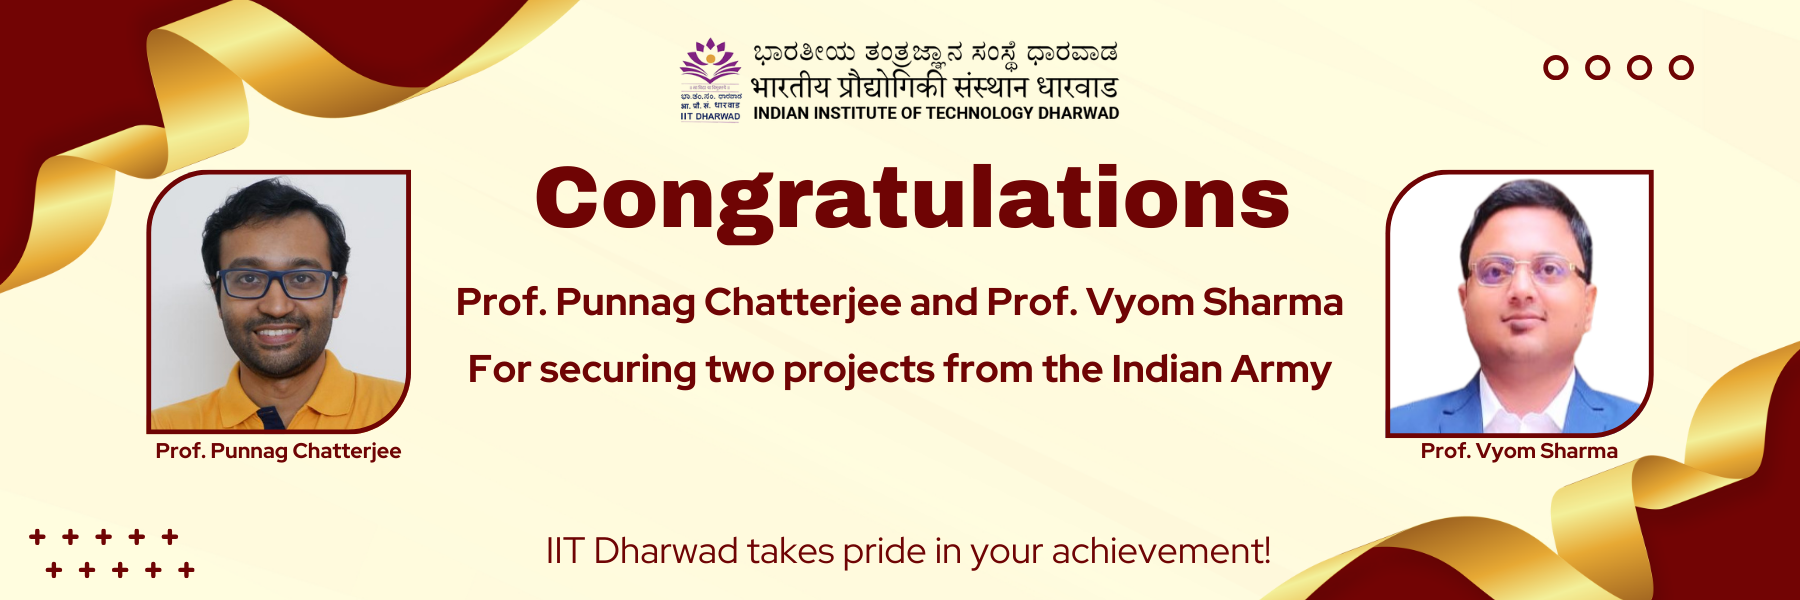 ಭಾರತೀಯ ತಂತ್ರಜ್ಞಾನ ಸಂಸ್ಥೆ ಧಾರವಾಡ
भारतीय प्रौद्योगिकी संस्थान धारवाड
INDIAN INSTITUTE OF TECHNOLOGY DHARWAD
ಭಾ.ತಂ.ಸಂ. ಧಾರವಾಡ
भा. प्रौ. सं. धारवाड
IIT DHARWAD
Congratulations
Prof. Punnag Chatterjee and Prof. Vyom Sharma
For securing two projects from the Indian Army
Prof. Punnag Chatterjee
Prof. Vyom Sharma
IIT Dharwad takes pride in your achievement!